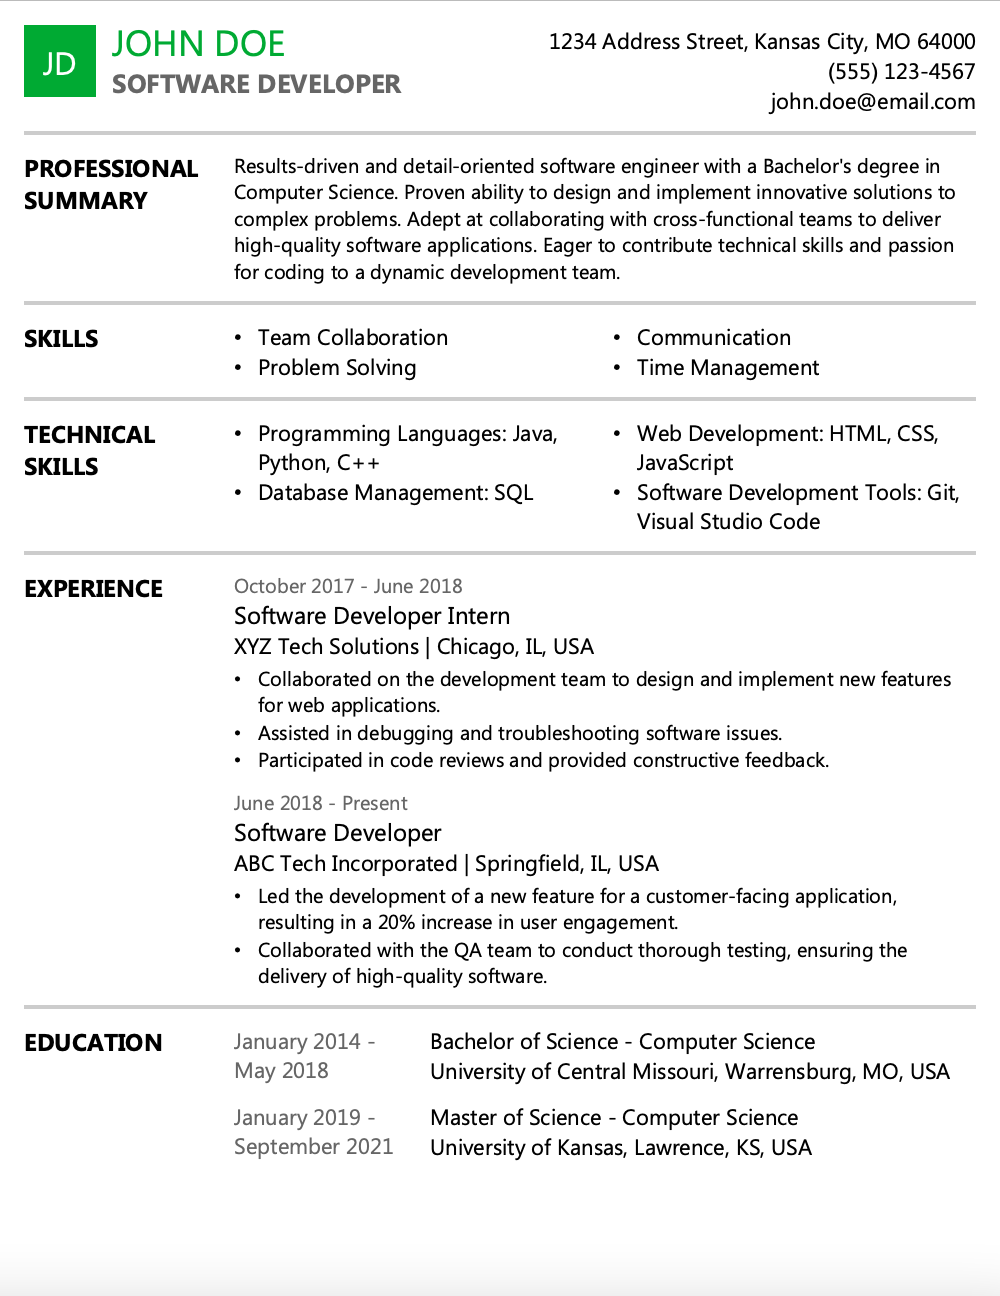 JD
JOHN DOE
SOFTWARE DEVELOPER
1234 Address Street, Kansas City, MO 64000
(555) 123-4567
john.doe@email.com
PROFESSIONAL
SUMMARY
Results-driven and detail-oriented software engineer with a Bachelor's degree in
Computer Science. Proven ability to design and implement innovative solutions to
complex problems. Adept at collaborating with cross-functional teams to deliver
high-quality software applications. Eager to contribute technical skills and passion
for coding to a dynamic development team.
SKILLS
• Team Collaboration
• Problem Solving
• Communication
• Time Management
TECHNICAL
SKILLS
• Programming Languages: Java,
Python, C++
• Database Management: SQL
• Web Development: HTML, CSS,
JavaScript
• Software Development Tools: Git,
Visual Studio Code
EXPERIENCE
October 2017 - June 2018
Software Developer Intern
XYZ Tech Solutions | Chicago, IL, USA
• Collaborated on the development team to design and implement new features
for web applications.
• Assisted in debugging and troubleshooting software issues.
• Participated in code reviews and provided constructive feedback.
June 2018 - Present
Software Developer
ABC Tech Incorporated | Springfield, IL, USA
• Led the development of a new feature for a customer-facing application,
resulting in a 20% increase in user engagement.
• Collaborated with the QA team to conduct thorough testing, ensuring the
delivery of high-quality software.
EDUCATION
January 2014 -
May 2018
Bachelor of Science - Computer Science
University of Central Missouri, Warrensburg, MO, USA
January 2019 -
September 2021
Master of Science - Computer Science
University of Kansas, Lawrence, KS, USA